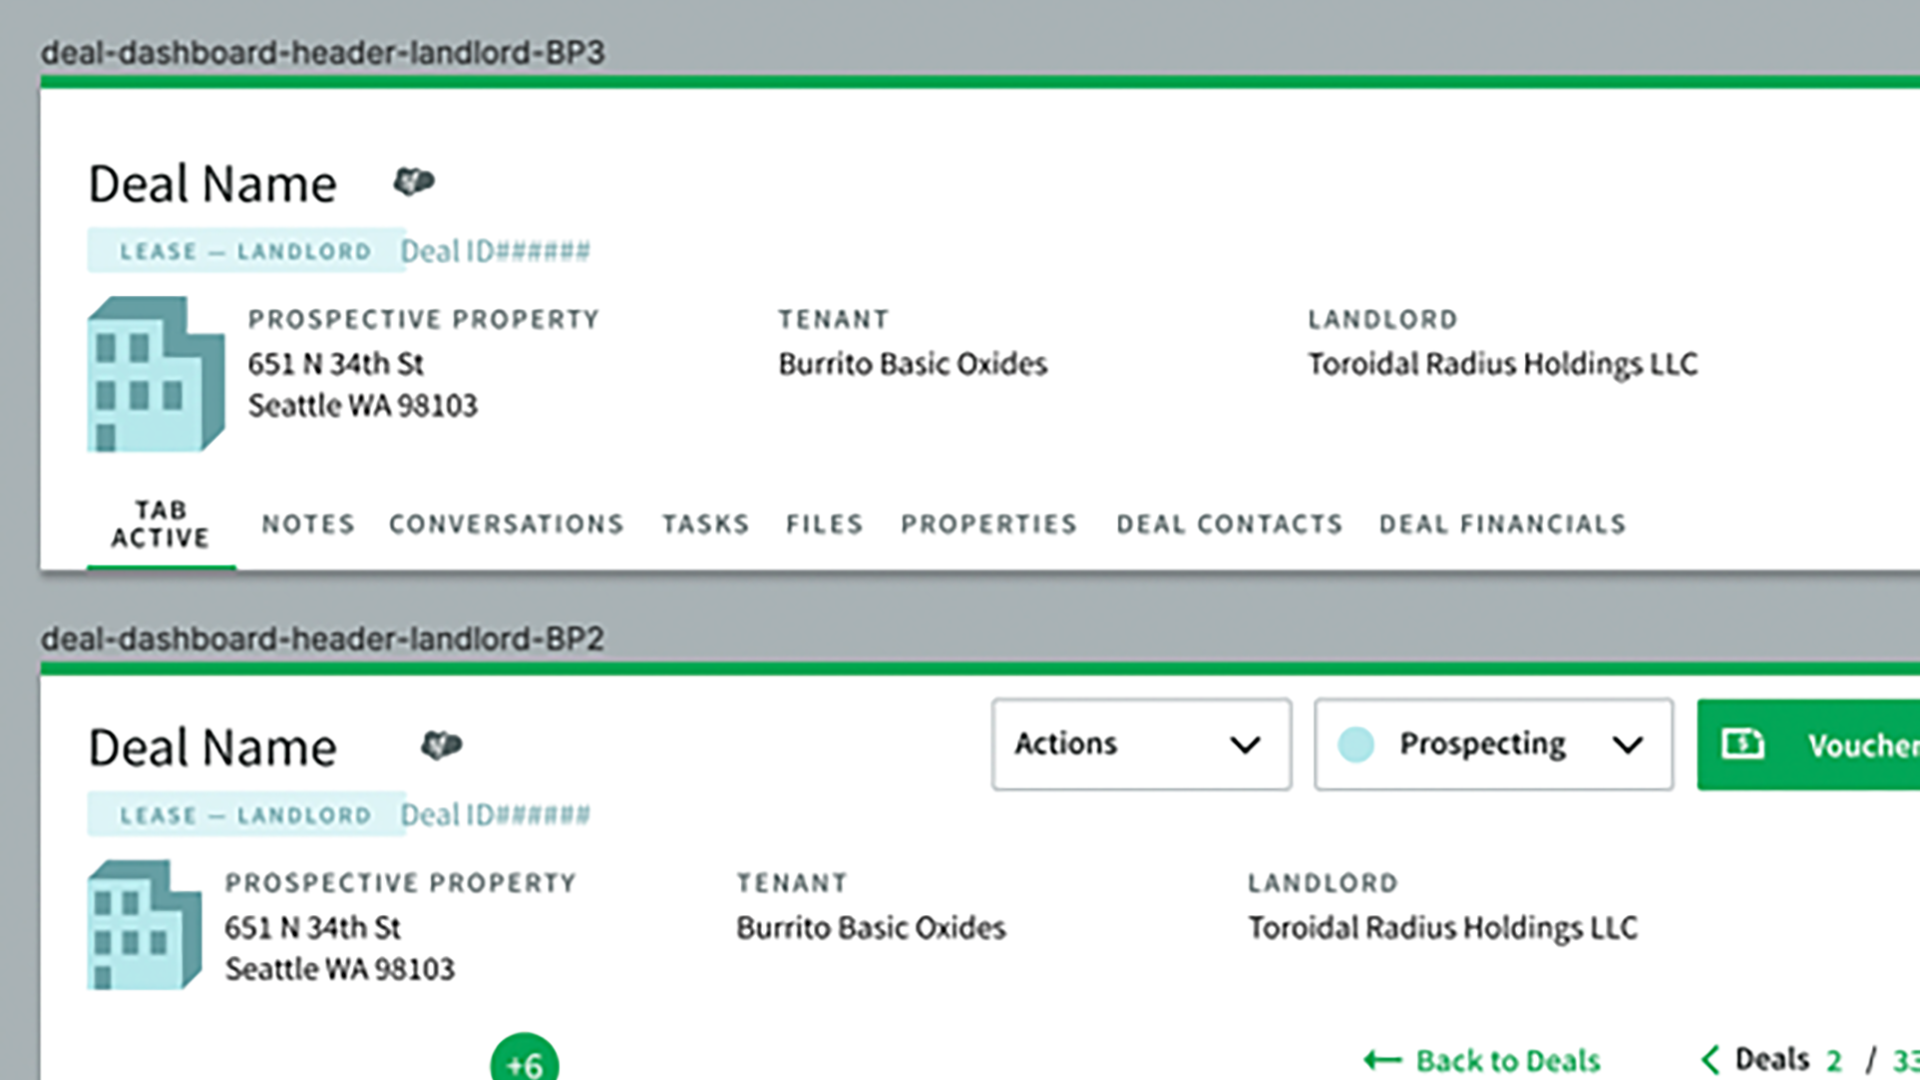 deal-dashboard-header-landlord-BP3
Deal Name
LEASE — LANDLORD Deal ID######
PROSPECTIVE PROPERTY TENANT LANDLORD
651 N 34th St Burrito Basic Oxides Toroidal Radius Holdings LLC
Seattle WA 98103
TAB
ACTIVE
NOTES CONVERSATIONS TASKS FILES PROPERTIES DEAL CONTACTS DEAL FINANCIALS
deal-dashboard-header-landlord-BP2
Deal Name Actions Prospecting $ Voucher
LEASE — LANDLORD Deal ID######
PROSPECTIVE PROPERTY TENANT LANDLORD
651 N 34th St Burrito Basic Oxides Toroidal Radius Holdings LLC
Seattle WA 98103
+6 Back to Deals Deals 2 / 33